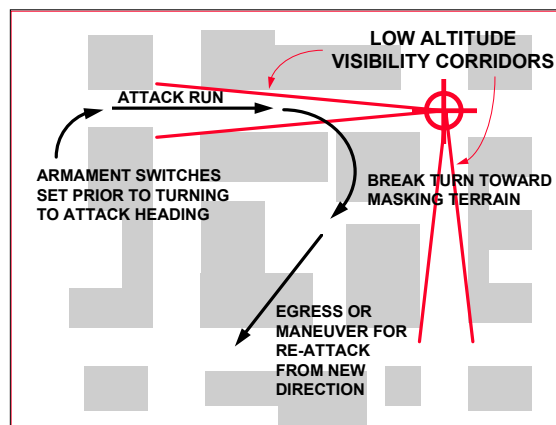 LOW ALTITUDE
VISIBILITY CORRIDORS
ATTACK RUN
ARMAMENT SWITCHES
SET PRIOR TO TURNING
TO ATTACK HEADING
BREAK TURN TOWARD
MASKING TERRAIN
EGRESS OR
MANEUVER FOR
RE-ATTACK
FROM NEW
DIRECTION